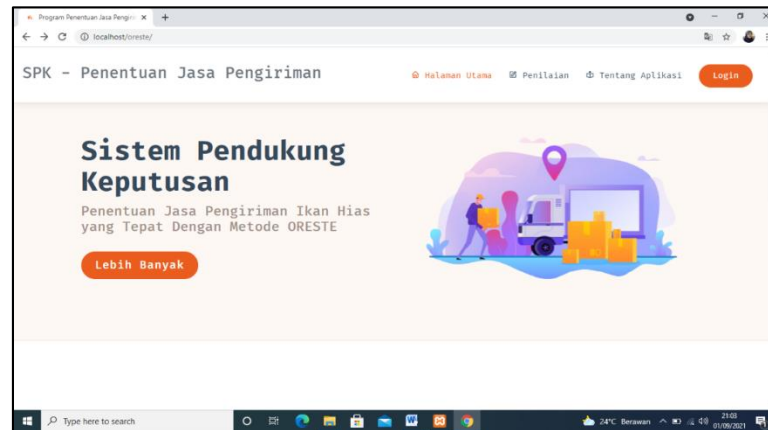 Program Penentuan Jasa Pengiri
localhost/oreste/
SPK - Penentuan Jasa Pengiriman
Halaman Utama
Penilaian
Tentang Aplikasi
Login
Sistem Pendukung
Keputusan
Penentuan Jasa Pengiriman Ikan Hias
yang Tepat Dengan Metode ORESTE
Lebih Banyak
Type here to search
24°C Berawan
21:03
01/09/2021